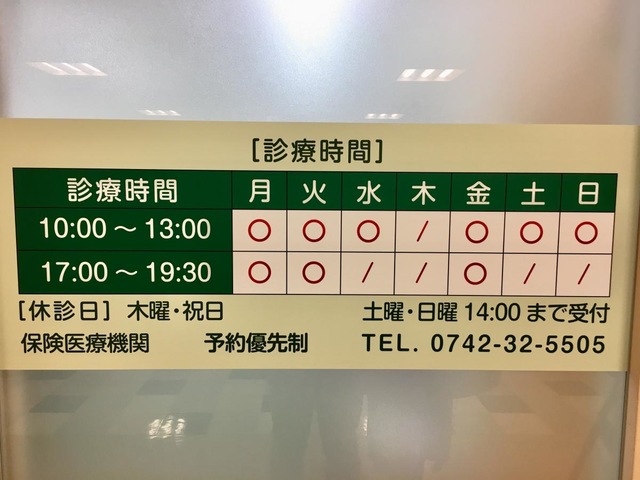 [診療時間]
診療時間 月 火 水 木 金 土 日
10:00～13:00 ○ ○ ○ / ○ ○ ○
17:00～19:30 ○ ○ / / ○ / /
[休診日] 木曜・祝日 土曜・日曜 14:00 まで受付
保険医療機関 予約優先制 TEL. 0742-32-5505